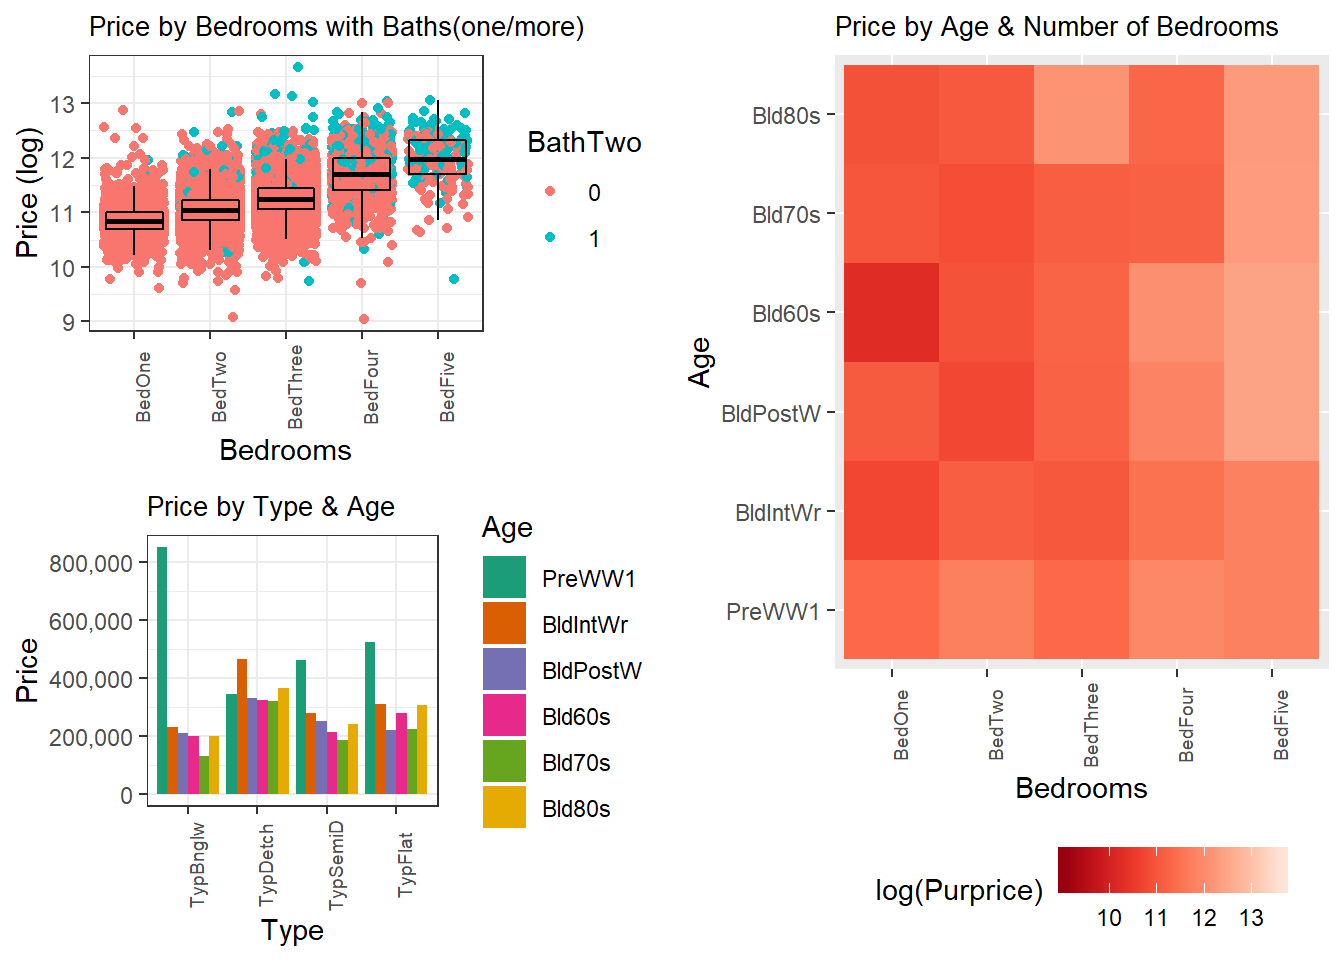 Price by Bedrooms with Baths(one/more)
Price (log)
13
12
11
10
9
BedOne
BedTwo
BedThree
BedFour
BedFive
Bedrooms
BathTwo
0
1
Price by Type & Age
Price
800,000
600,000
400,000
200,000
0
TypBnglw
TypDetch
TypSemiD
TypFlat
Type
Age
PreWW1
BldIntWr
BldPostW
Bld60s
Bld70s
Bld80s
Price by Age & Number of Bedrooms
Age
Bld80s
Bld70s
Bld60s
BldPostW
BldIntWr
PreWW1
BedOne
BedTwo
BedThree
BedFour
BedFive
Bedrooms
log(Purprice)
10 11 12 13